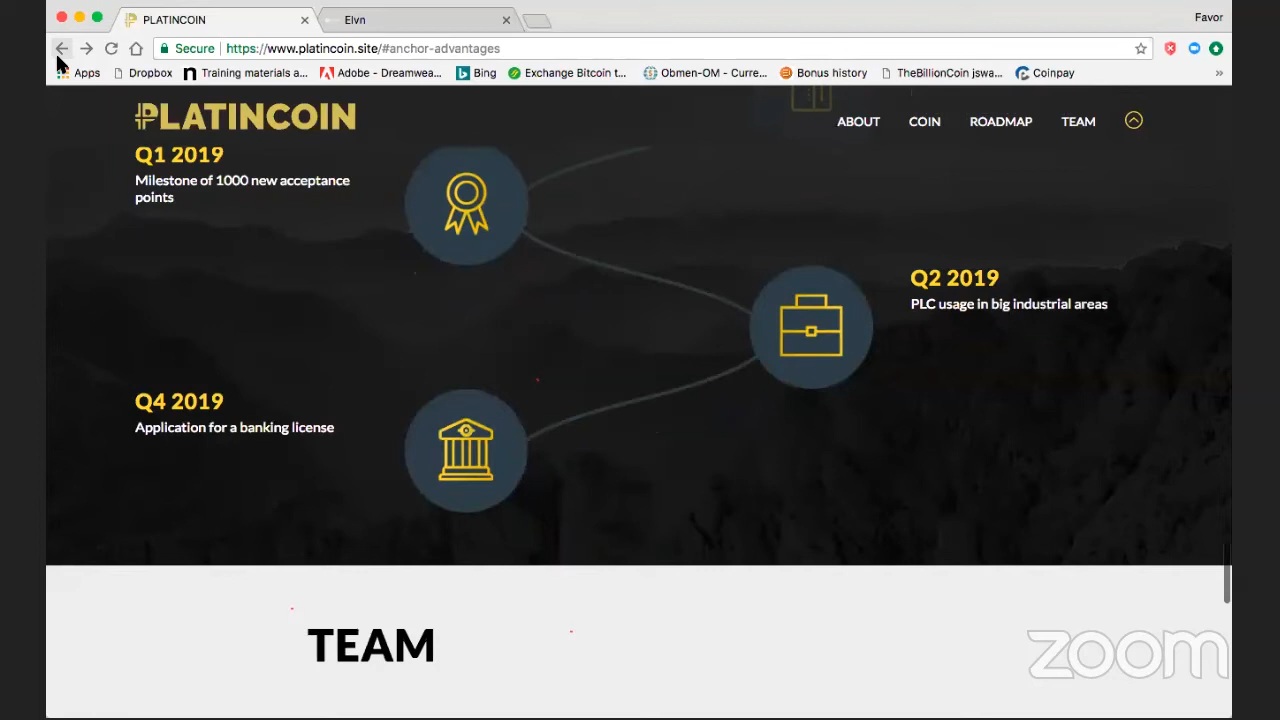 PLATINCOIN
Elvn
Favor
Secure
https://www.platincoin.site/#anchor-advantages
Apps
Dropbox
Training materials a...
Adobe - Dreamwea...
Bing
Exchange Bitcoin t...
Obmen-OM - Curre...
Bonus history
TheBillionCoin jswa...
Coinpay
»
PLATINCOIN
ABOUT
COIN
ROADMAP
TEAM
Q1 2019
Milestone of 1000 new acceptance
points
Q2 2019
PLC usage in big industrial areas
Q4 2019
Application for a banking license
TEAM
zoom